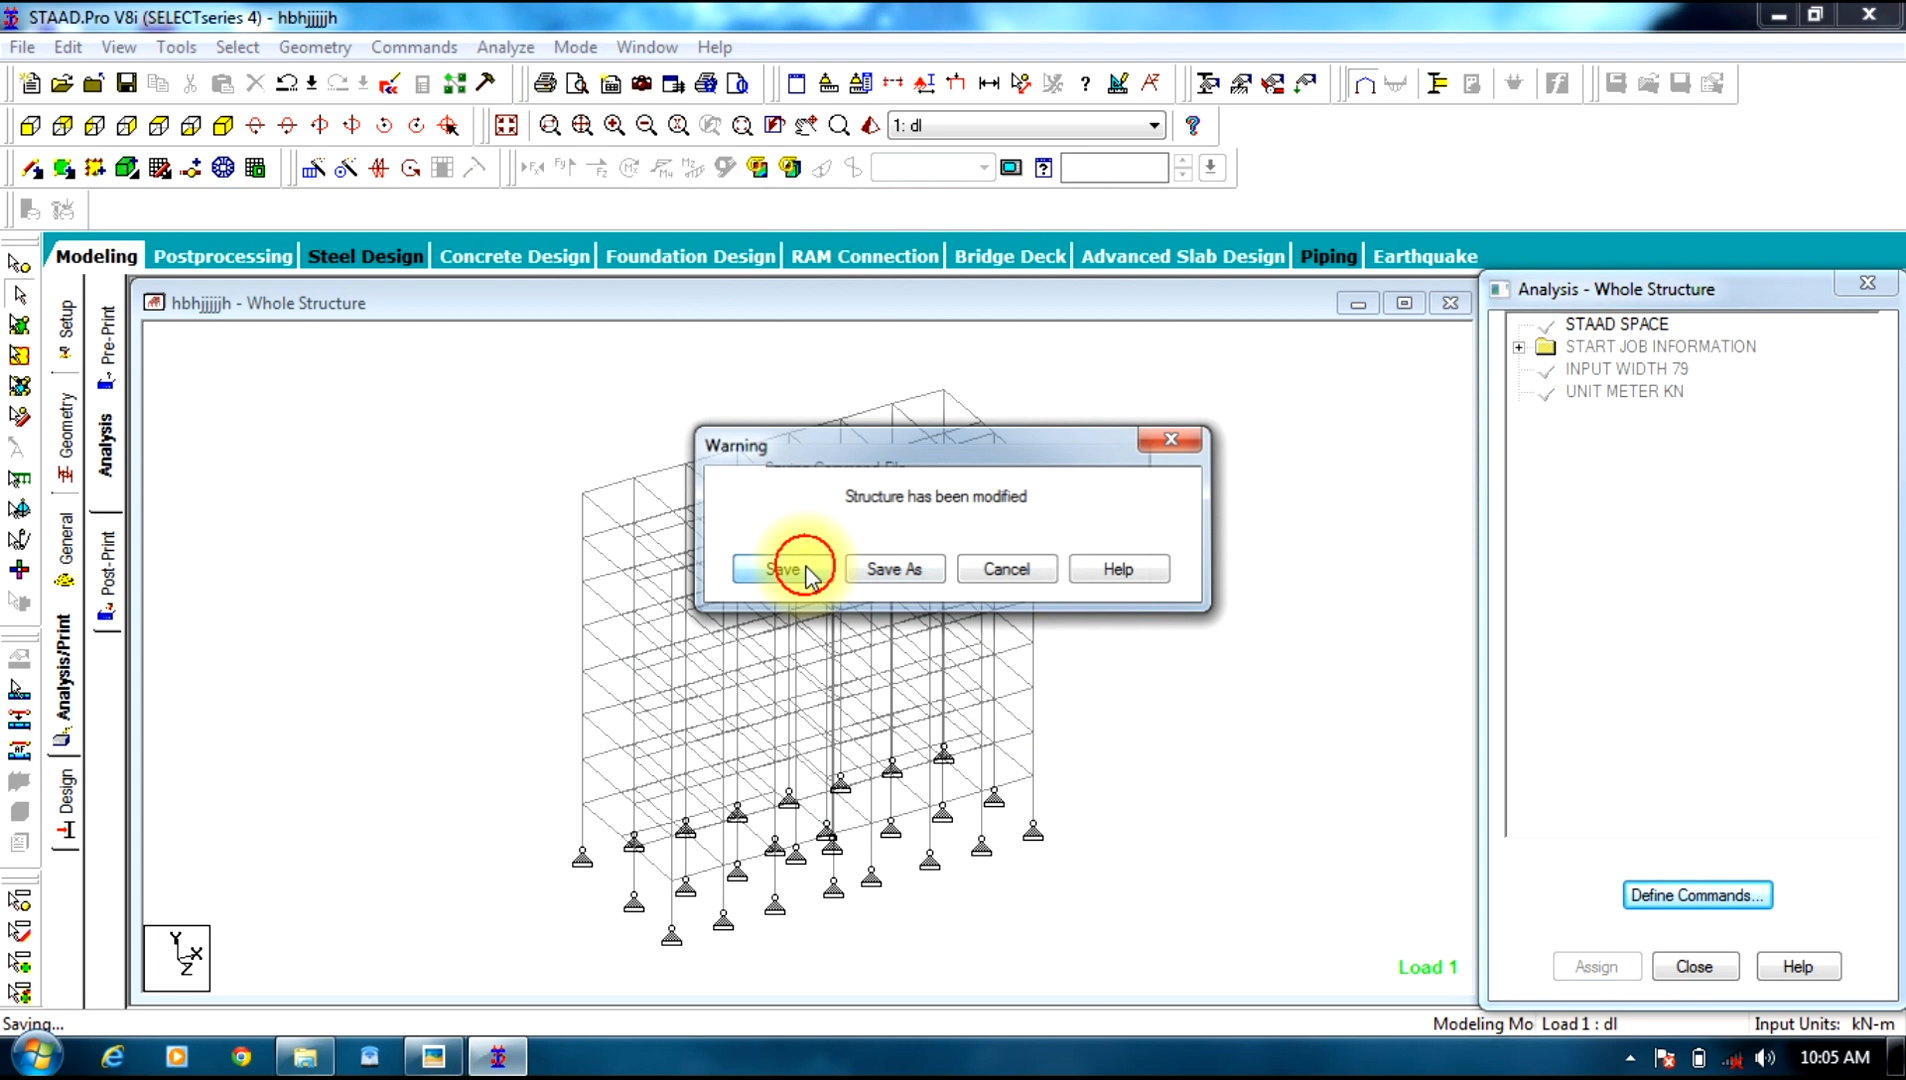 STAAD.Pro V8i (SELECTseries 4) - hbhjjjjjh
File Edit View Tools Select Geometry Commands Analyze Mode Window Help
1: dl
Modeling Postprocessing Steel Design Concrete Design Foundation Design RAM Connection Bridge Deck Advanced Slab Design Piping Earthquake
hbhjjjjjh - Whole Structure
Analysis - Whole Structure
Setup
Geometry
General
Analysis/Print
Design
Pre-Print
Analysis
Post-Print
STAAD SPACE
START JOB INFORMATION
INPUT WIDTH 79
UNIT METER KN
Warning
Structure has been modified
Save Save As Cancel Help
Define Commands...
Assign Close Help
Y
X
Z
Load 1
Saving...
Modeling Mo Load 1 : dl Input Units: kN-m
10:05 AM